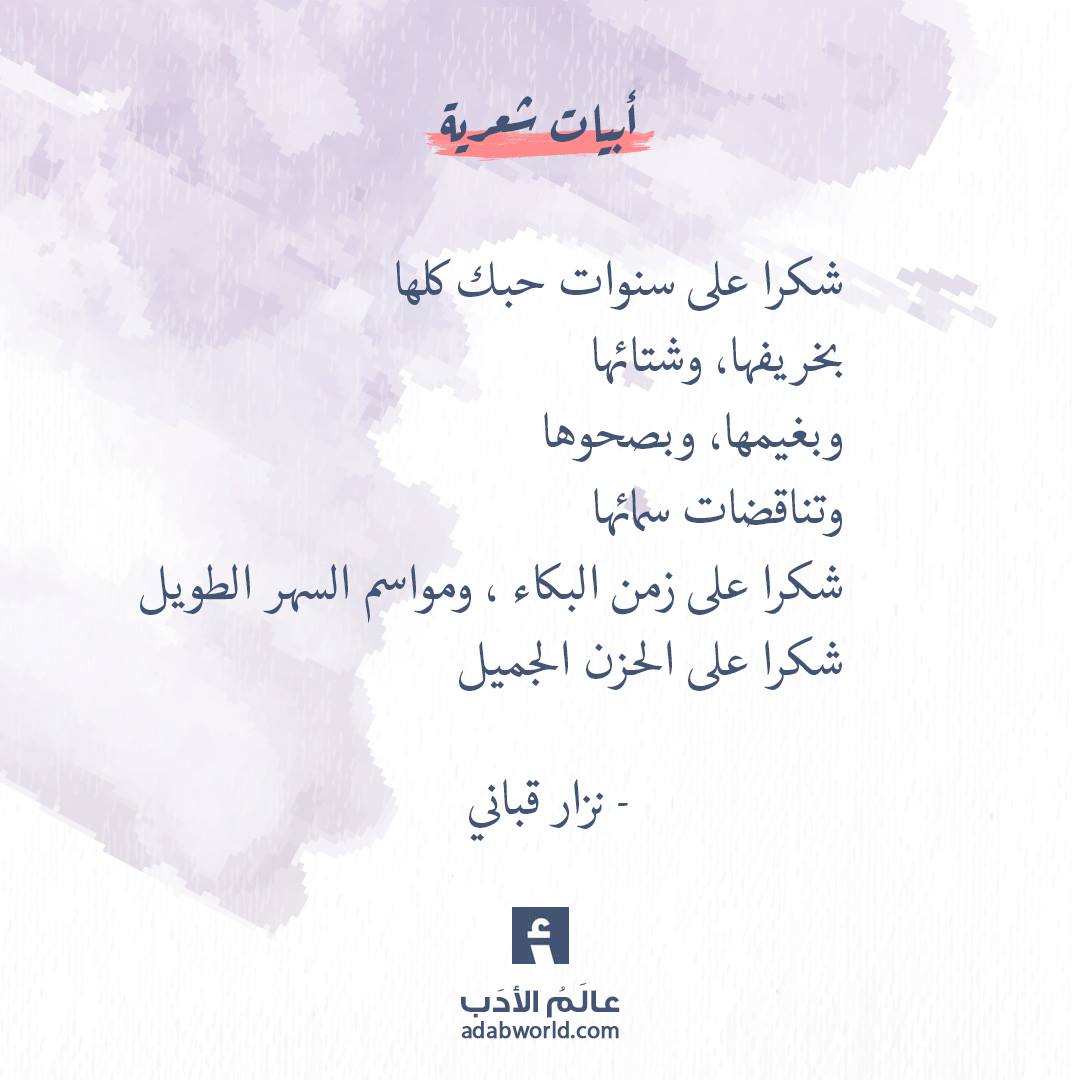 أبيات شعرية
شكرا على سنوات حبك كلها
بخريفها، وشتائها
وبغيمها، وبصحوها
وتناقضات سمائها
شكرا على زمن البكاء ، ومواسم السهر الطويل
شكرا على الحزن الجميل
- نزار قباني
أ
عالَمُ الأدَب
adabworld.com